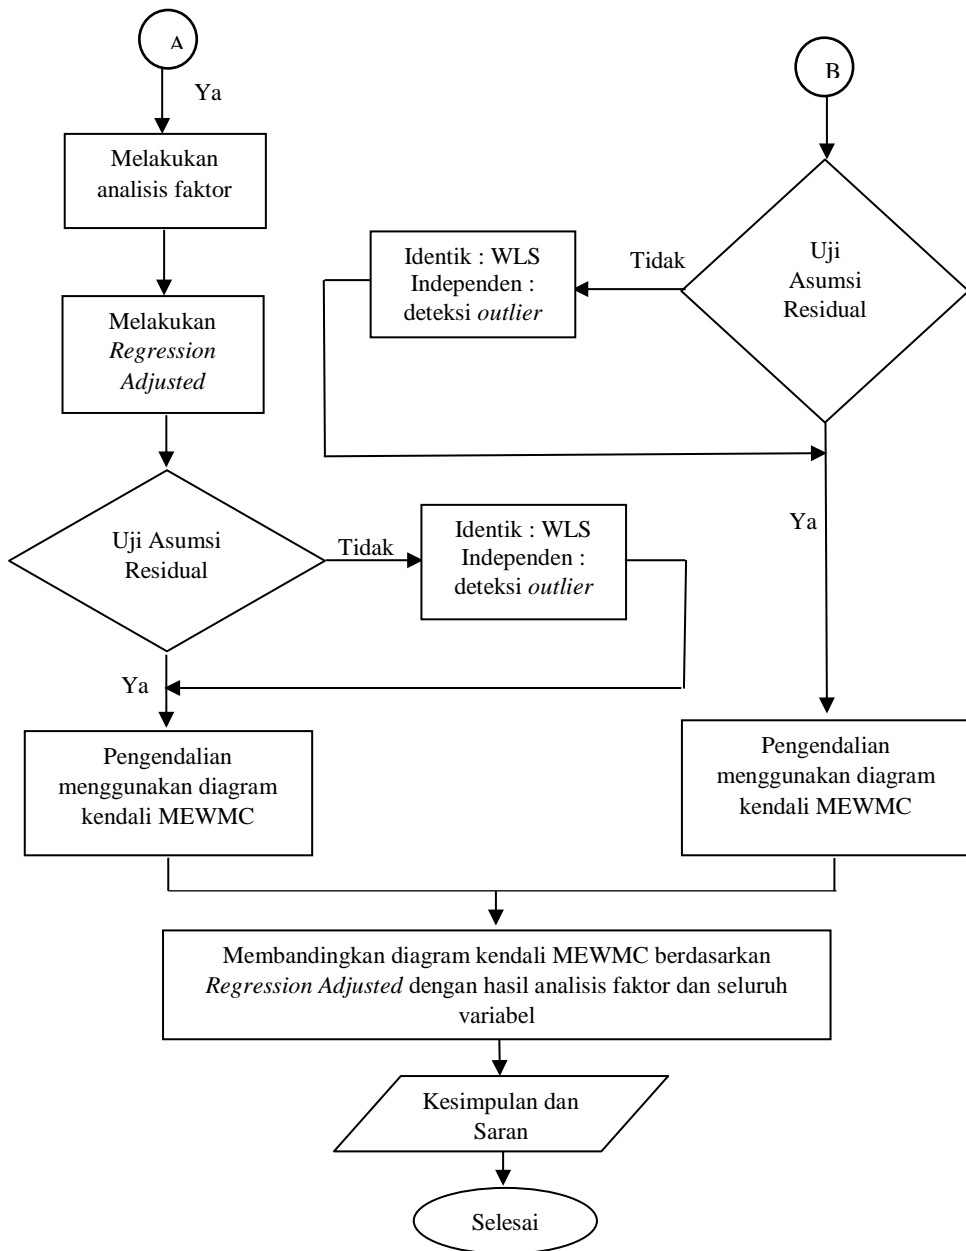 A
Ya
Melakukan
analisis faktor
Melakukan
Regression
Adjusted
Uji Asumsi
Residual
Tidak
Identik : WLS
Independen :
deteksi outlier
Ya
Pengendalian
menggunakan diagram
kendali MEWMC
B
Uji
Asumsi
Residual
Tidak
Identik : WLS
Independen :
deteksi outlier
Ya
Pengendalian
menggunakan diagram
kendali MEWMC
Membandingkan diagram kendali MEWMC berdasarkan
Regression Adjusted dengan hasil analisis faktor dan seluruh
variabel
Kesimpulan dan
Saran
Selesai